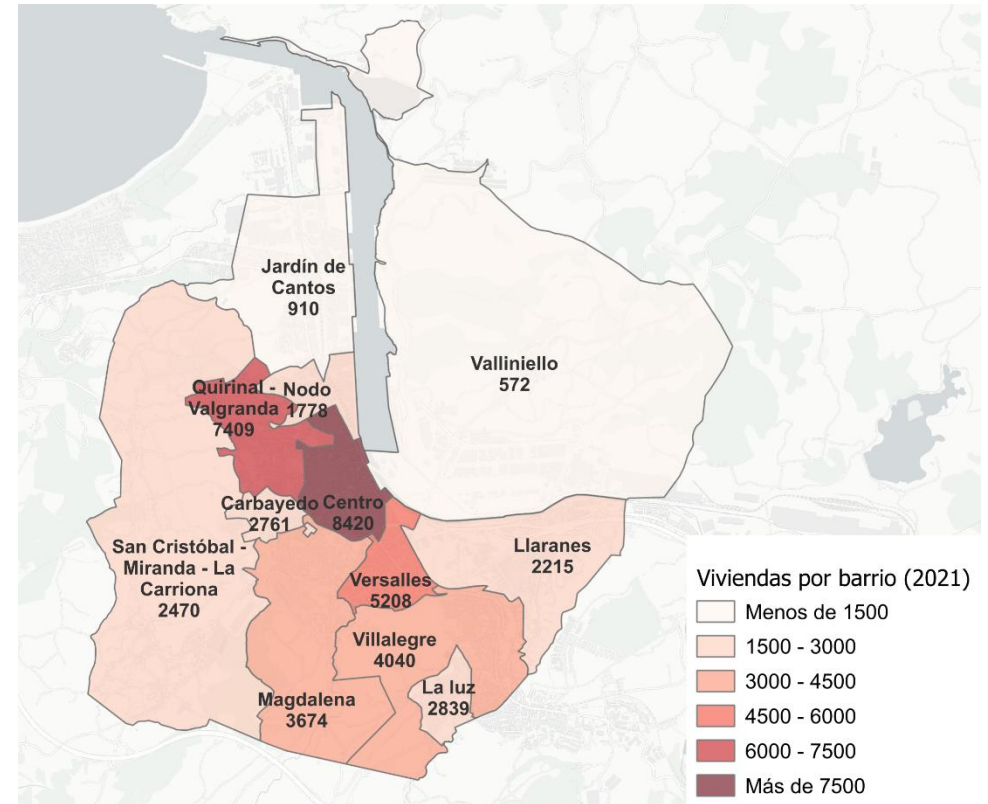 Jardín de
Cantos
910
Valliniello
572
Quirinal -
Valgranda
7409
Nodo
1778
Carbayedo
2761
Centro
8420
San Cristóbal -
Miranda - La
Carriona
2470
Llaranes
2215
Versalles
5208
Villalegre
4040
La luz
2839
Magdalena
3674
Viviendas por barrio (2021)
Menos de 1500
1500 - 3000
3000 - 4500
4500 - 6000
6000 - 7500
Más de 7500